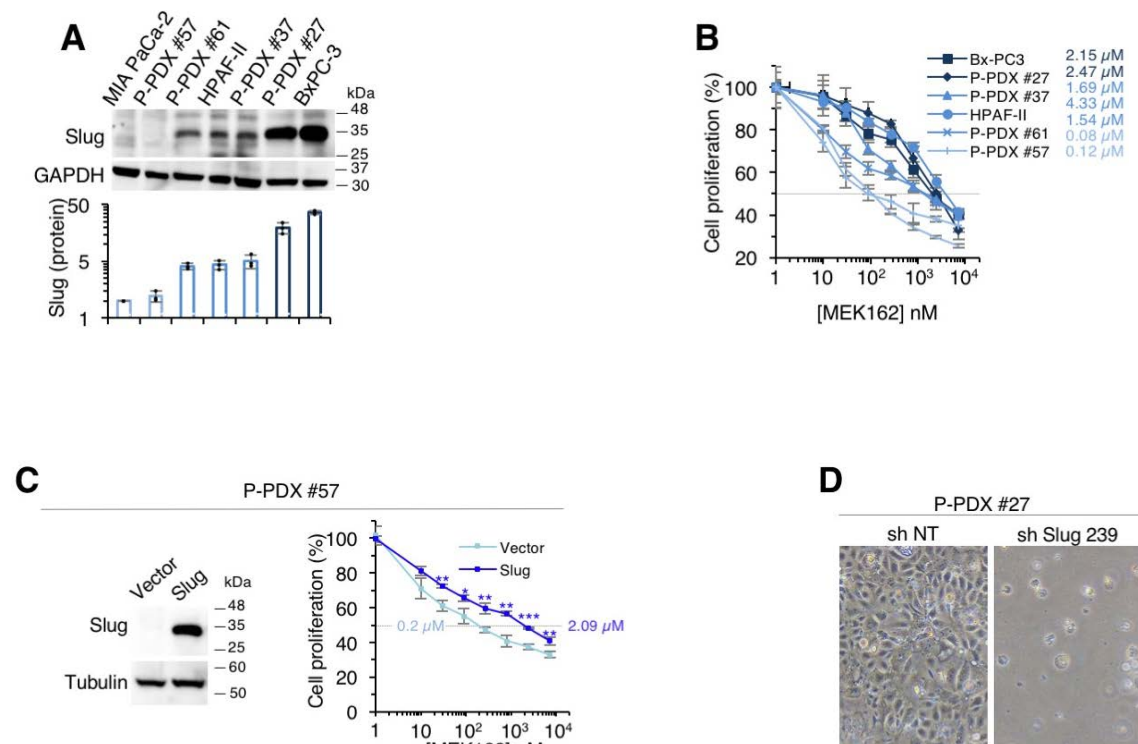 A
MIA PaCa-2
P-PDX #57
P-PDX #61
HPAF-II
P-PDX #37
P-PDX #27
BxPC-3
kDa
48
Slug
35
25
GAPDH
37
30
Slug (protein)
50
5
1
B
Cell proliferation (%)
100
80
60
40
20
1
10
10²
10³
10⁴
[MEK162] nM
Bx-PC3
P-PDX #27
P-PDX #37
HPAF-II
P-PDX #61
P-PDX #57
2.15 µM
2.47 µM
1.69 µM
4.33 µM
1.54 µM
0.08 µM
0.12 µM
C
P-PDX #57
Vector
Slug
kDa
48
Slug
35
25
60
Tubulin
50
Cell proliferation (%)
100
80
60
40
20
0
Vector
Slug
**
*
**
**
***
**
0.2 µM
2.09 µM
1
10
10²
10³
10⁴
D
P-PDX #27
sh NT
sh Slug 239